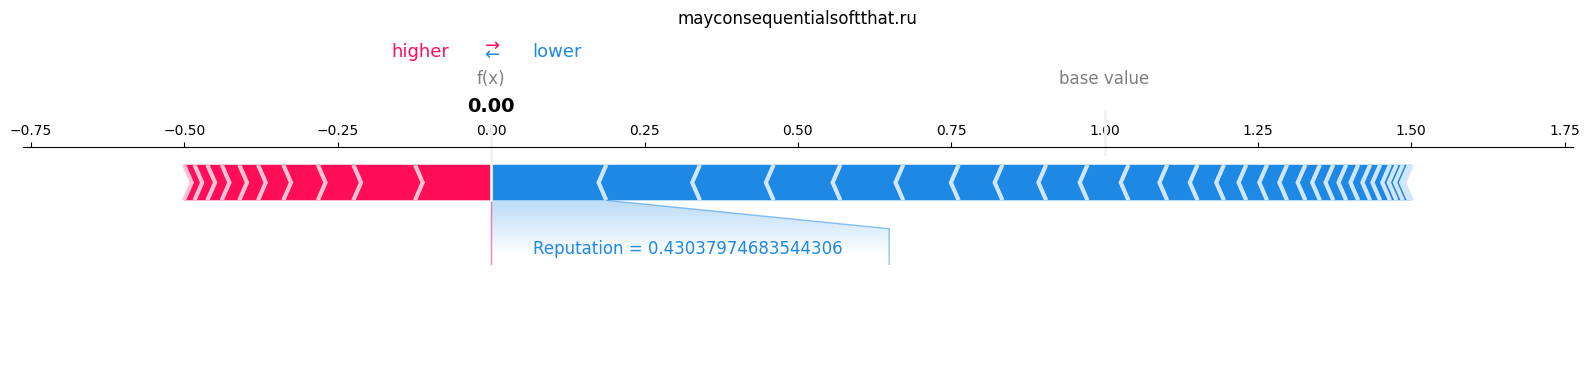 mayconsequentialsoftthat.ru
higher ⇄ lower
f(x) base value
0.00
−0.75 −0.50 −0.25 0.00 0.25 0.50 0.75 1.00 1.25 1.50 1.75
Reputation = 0.43037974683544306